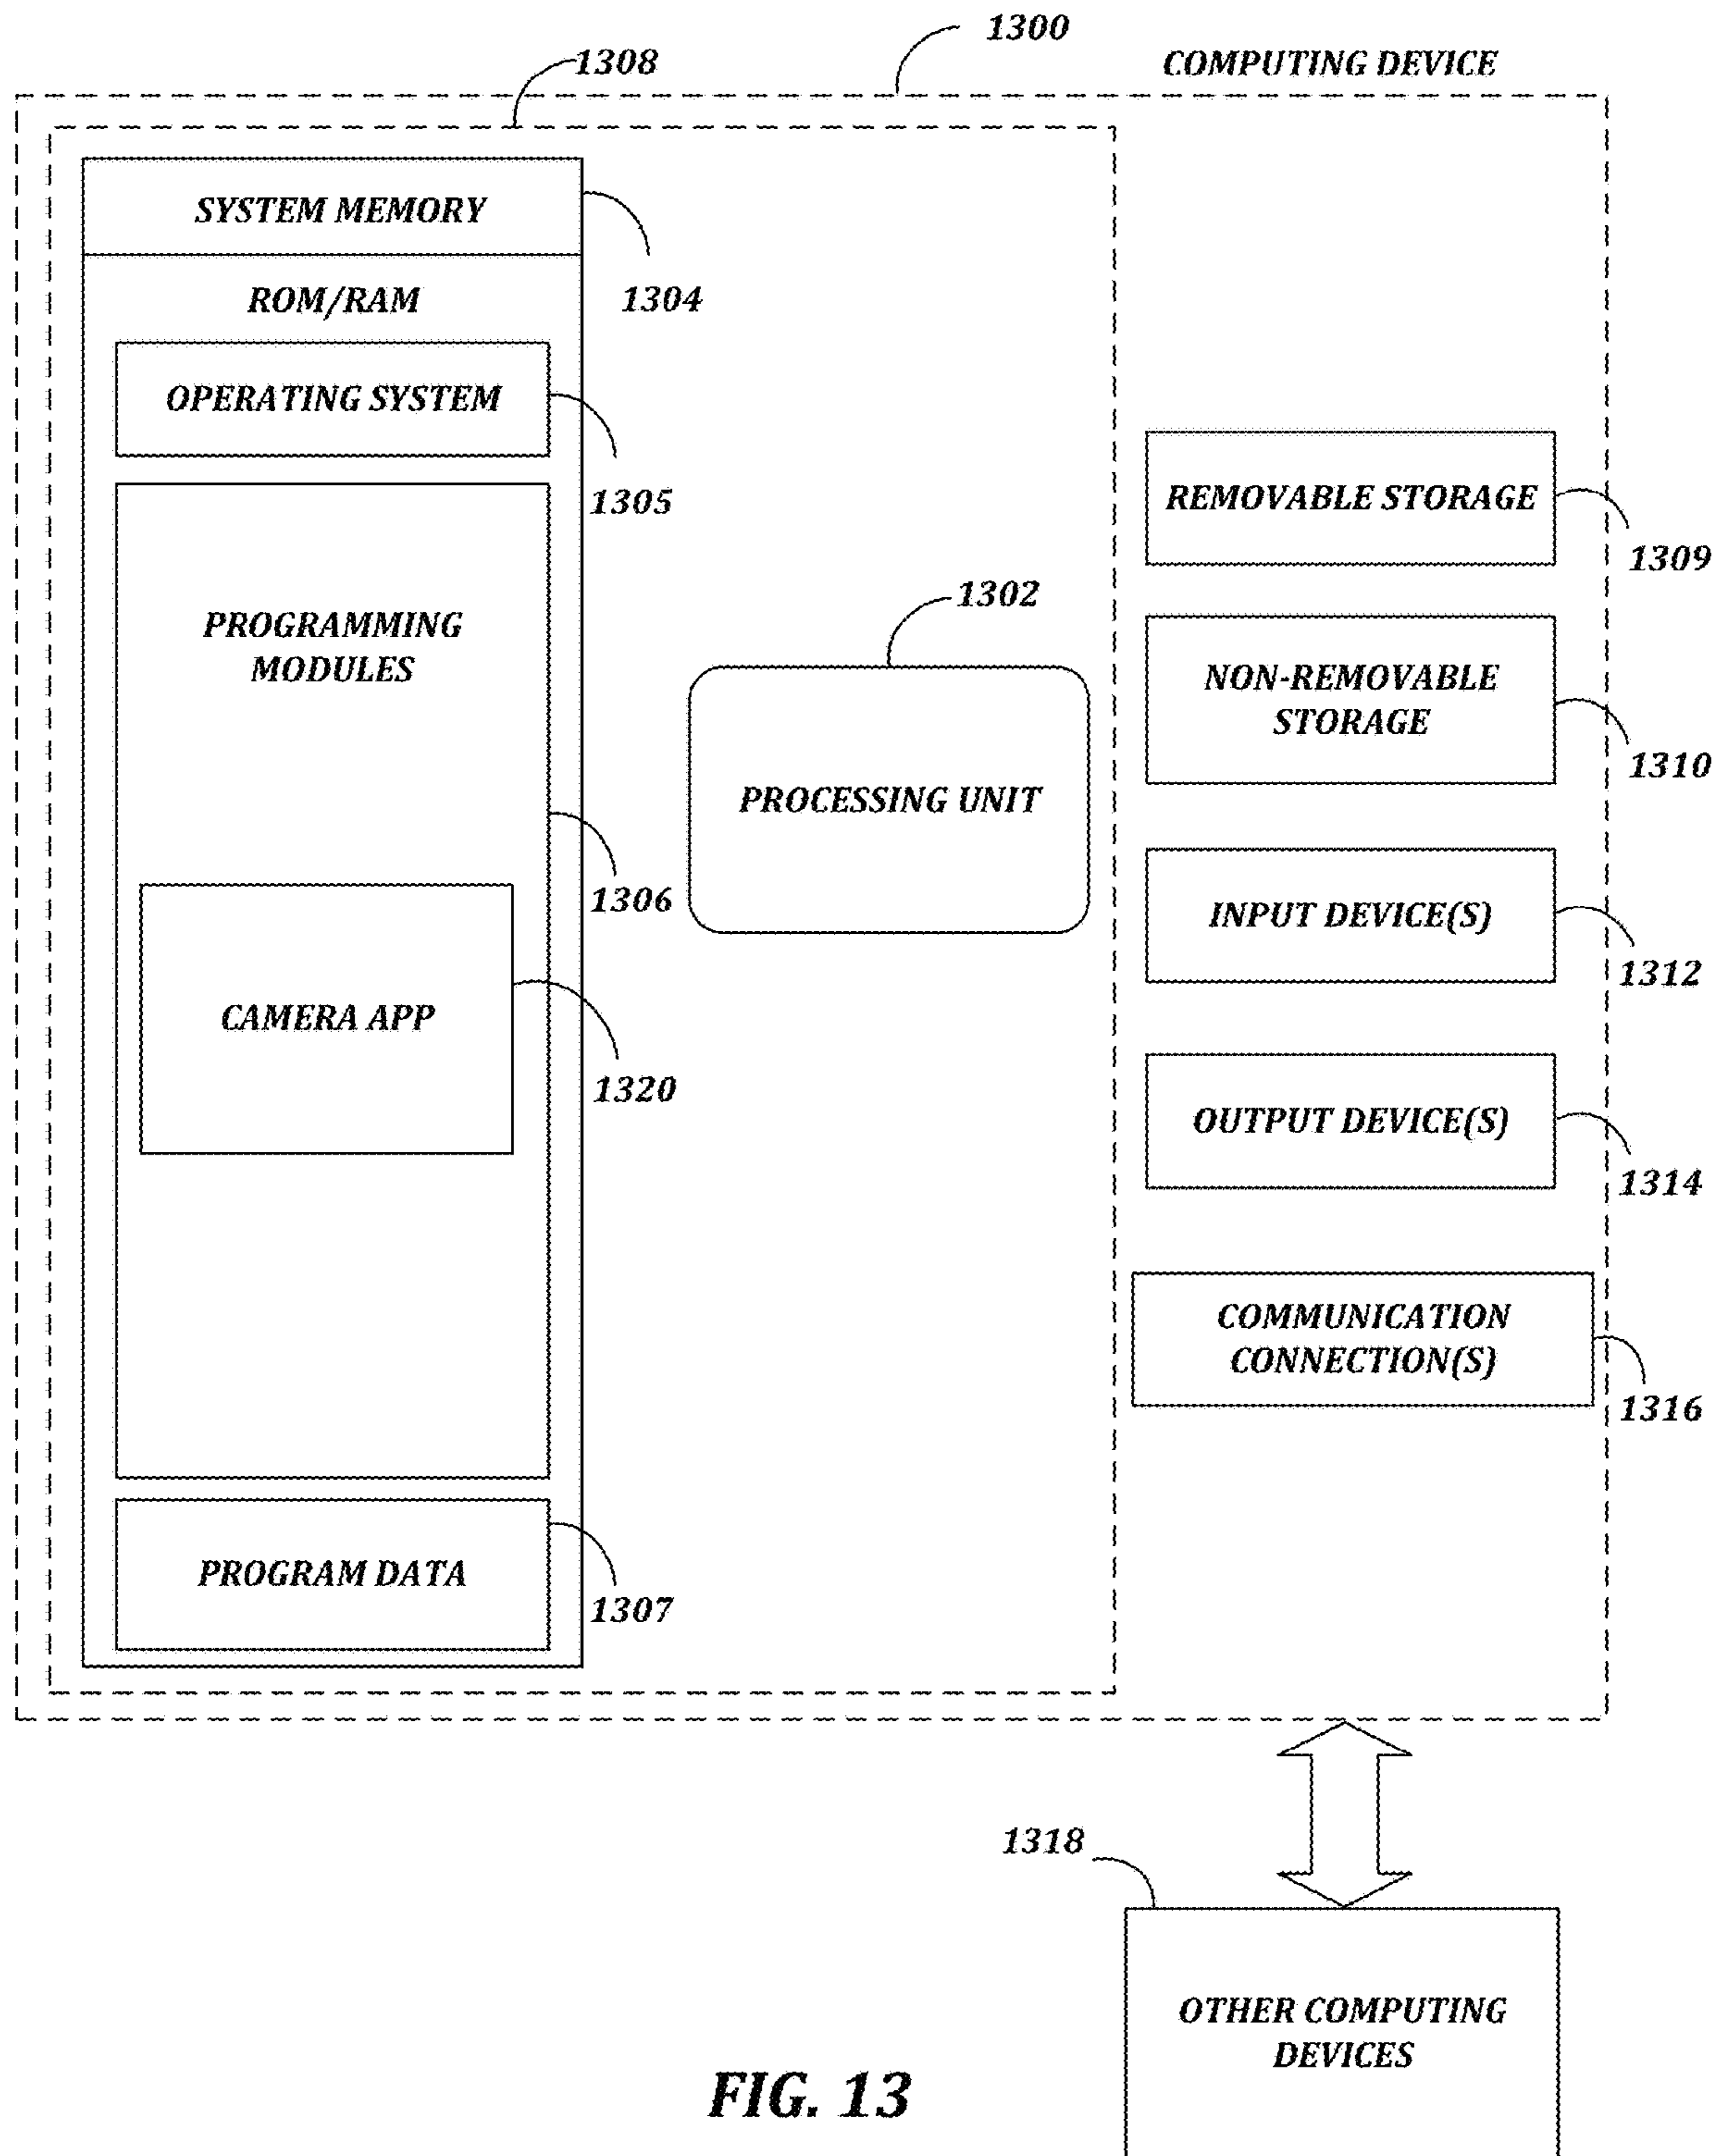 1300
COMPUTING DEVICE
1308
SYSTEM MEMORY
1304
ROM/RAM
OPERATING SYSTEM
1305
PROGRAMMING
MODULES
1306
CAMERA APP
1320
PROGRAM DATA
1307
1302
PROCESSING UNIT
REMOVABLE STORAGE
1309
NON-REMOVABLE
STORAGE
1310
INPUT DEVICE(S)
1312
OUTPUT DEVICE(S)
1314
COMMUNICATION
CONNECTION(S)
1316
1318
OTHER COMPUTING
DEVICES
FIG. 13